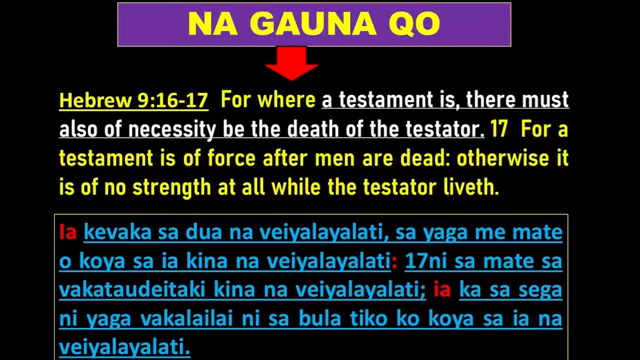 NA GAUNA QO
Hebrew 9:16-17 For where a testament is, there must
also of necessity be the death of the testator. 17 For a
testament is of force after men are dead: otherwise it
is of no strength at all while the testator liveth.
Ia kevaka sa dua na veiyalayalati, sa yaga me mate
o koya sa ia kina na veiyalayalati: 17ni sa mate sa
vakataudeitaki kina na veiyalayalati; ia ka sa sega
ni yaga vakalailai ni sa bula tiko ko koya sa ia na
veiyalayalati.